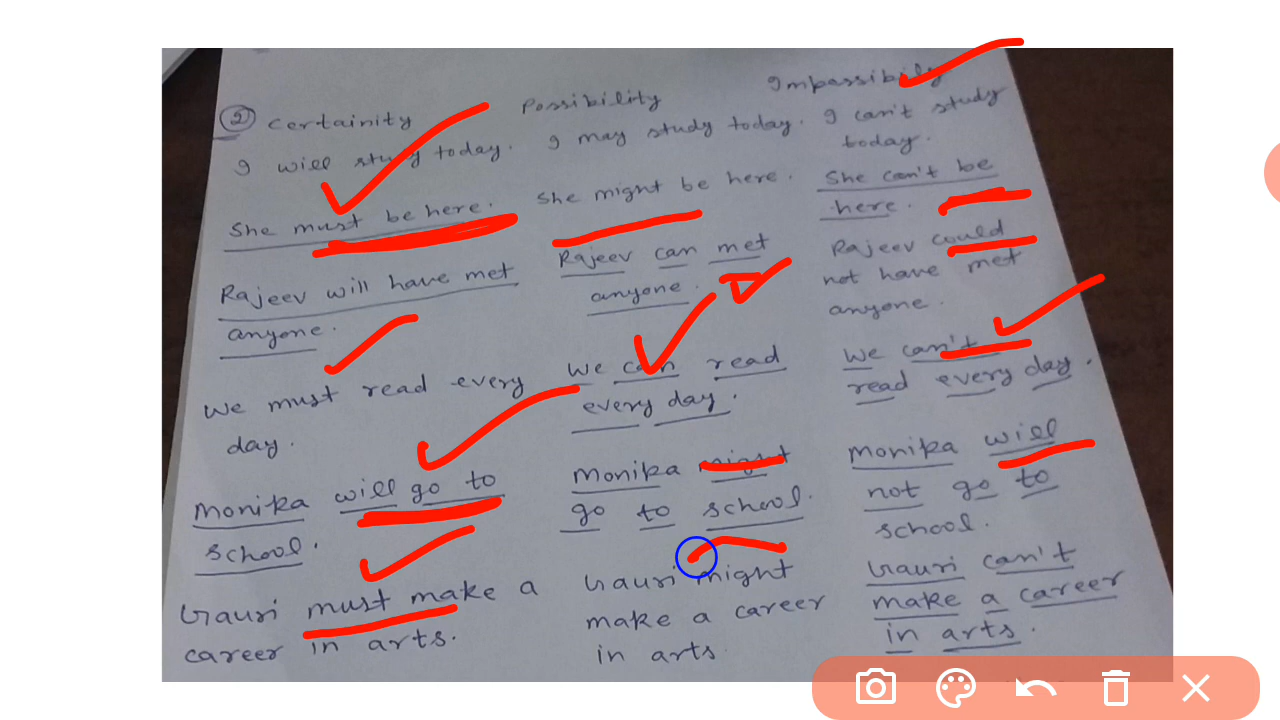 ② Certainity
I will study today.
She must be here.
Rajeev will have met
anyone.
We must read every
day.
Monika will go to
school.
Gauri must make a
career in arts.
Possibility
I may study today.
She might be here.
Rajeev can met
anyone.
We can read
every day.
Monika might
go to school.
Gauri might
make a career
in arts
Impassibily
I can't study
today.
She can't be
here.
Rajeev could
not have met
anyone.
We can't
read every day.
Monika will
not go to
school.
Gauri can't
make a career
in arts.